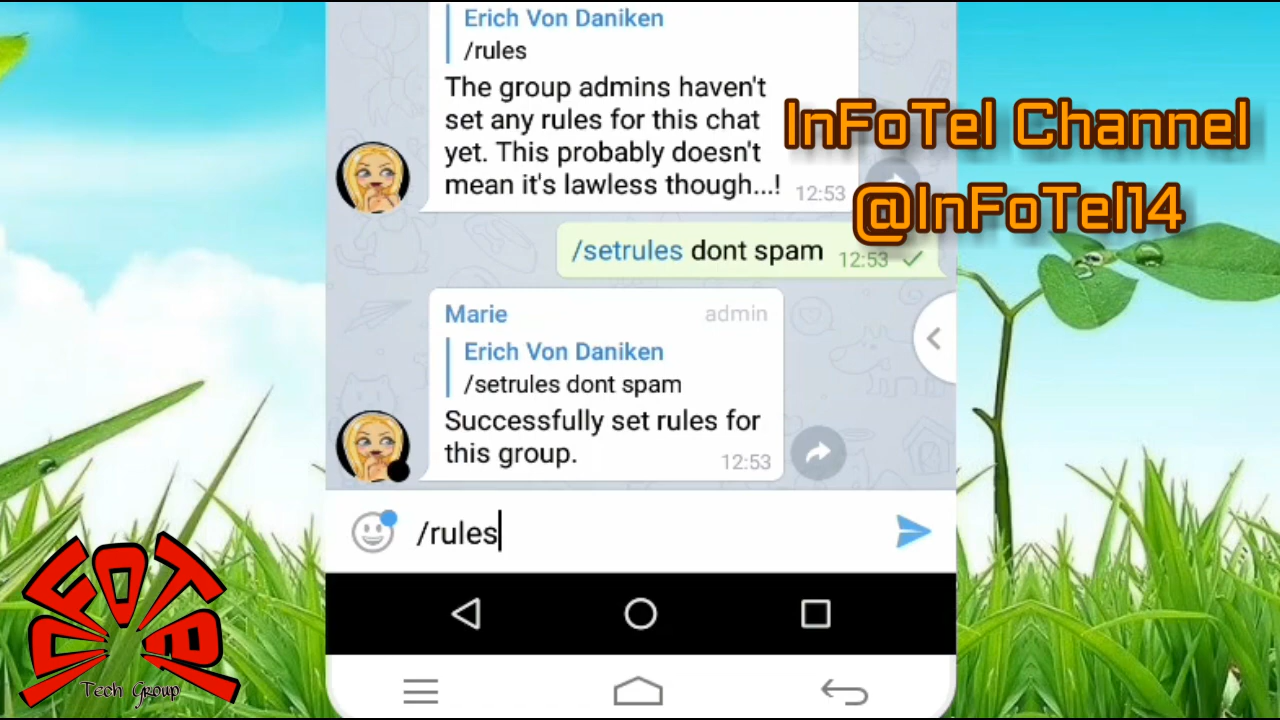 Erich Von Daniken
/rules
The group admins haven't
set any rules for this chat
yet. This probably doesn't
mean it's lawless though...!
12:53
InFoTel Channel
@InFoTel14
/setrules dont spam
12:53
Marie
admin
Erich Von Daniken
/setrules dont spam
Successfully set rules for
this group.
12:53
/rules
INFOTEL
Tech Group